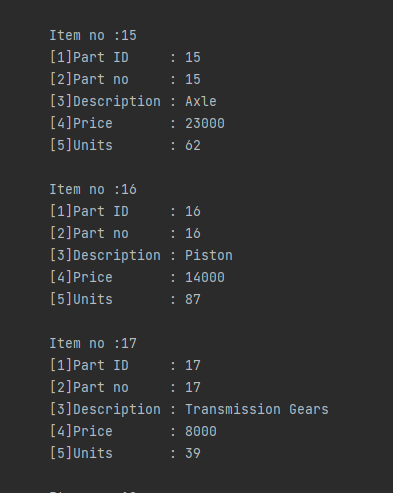 Item no :15
[1]Part ID     : 15
[2]Part no     : 15
[3]Description : Axle
[4]Price       : 23000
[5]Units       : 62
Item no :16
[1]Part ID     : 16
[2]Part no     : 16
[3]Description : Piston
[4]Price       : 14000
[5]Units       : 87
Item no :17
[1]Part ID     : 17
[2]Part no     : 17
[3]Description : Transmission Gears
[4]Price       : 8000
[5]Units       : 39